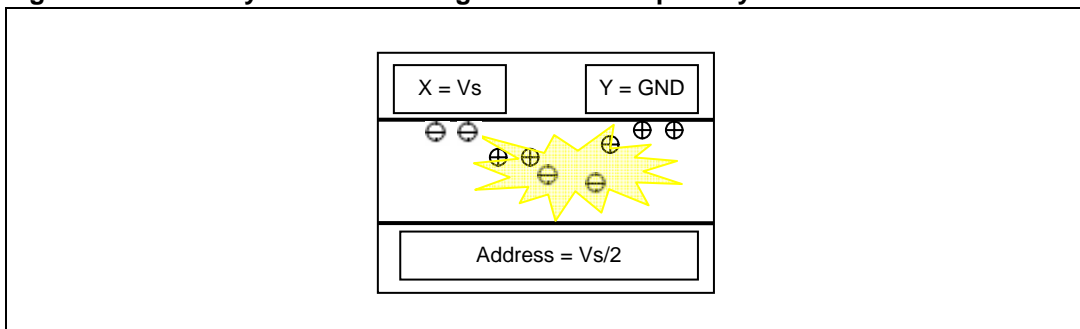 X = Vs
Y = GND
Address = Vs/2